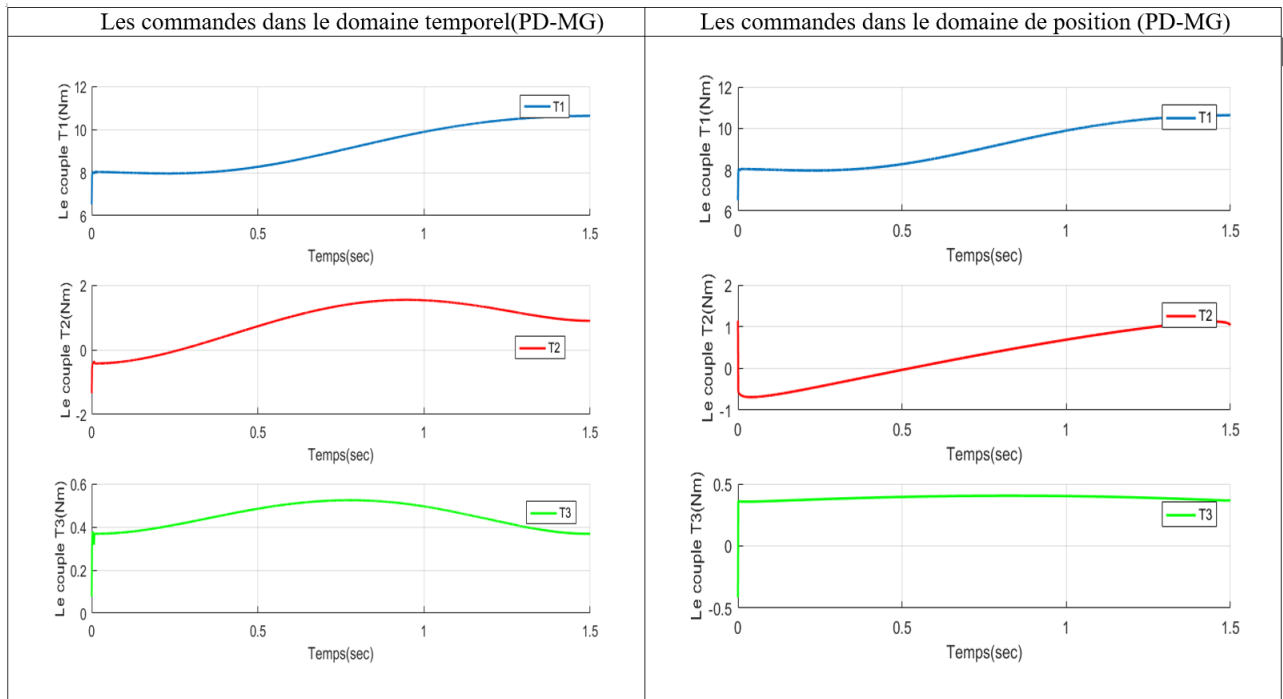 Les commandes dans le domaine temporel(PD-MG)
Les commandes dans le domaine de position (PD-MG)
Le couple T1(Nm)
12
10
8
6
T1
0
0.5
1
1.5
Temps(sec)
Le couple T2(Nm)
2
0
-2
T2
0
0.5
1
1.5
Temps(sec)
Le couple T3(Nm)
0.6
0.4
0.2
0
T3
0
0.5
1
1.5
Temps(sec)
Le couple T1(Nm)
12
10
8
6
T1
0
0.5
1
1.5
Temps(sec)
Le couple T2(Nm)
2
1
0
-1
T2
0
0.5
1
1.5
Temps(sec)
Le couple T3(Nm)
0.5
0
-0.5
T3
0
0.5
1
1.5
Temps(sec)